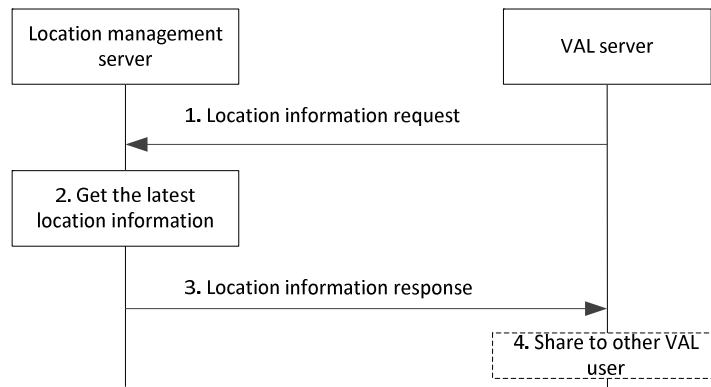 Location management
server
VAL server
1. Location information request
2. Get the latest
location information
3. Location information response
4. Share to other VAL
user